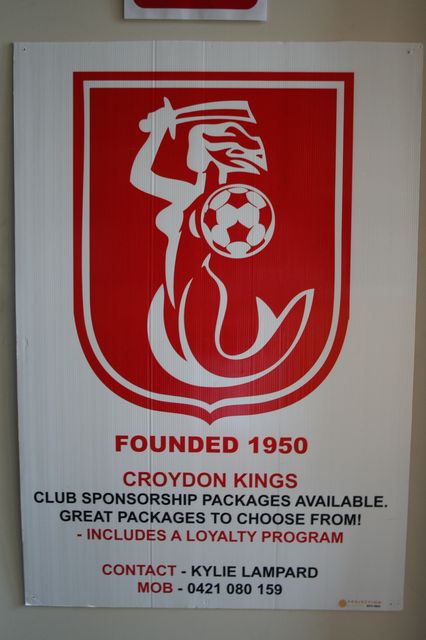 FOUNDED 1950
CROYDON KINGS
CLUB SPONSORSHIP PACKAGES AVAILABLE.
GREAT PACKAGES TO CHOOSE FROM!
- INCLUDES A LOYALTY PROGRAM
CONTACT - KYLIE LAMPARD
MOB - 0421 080 159